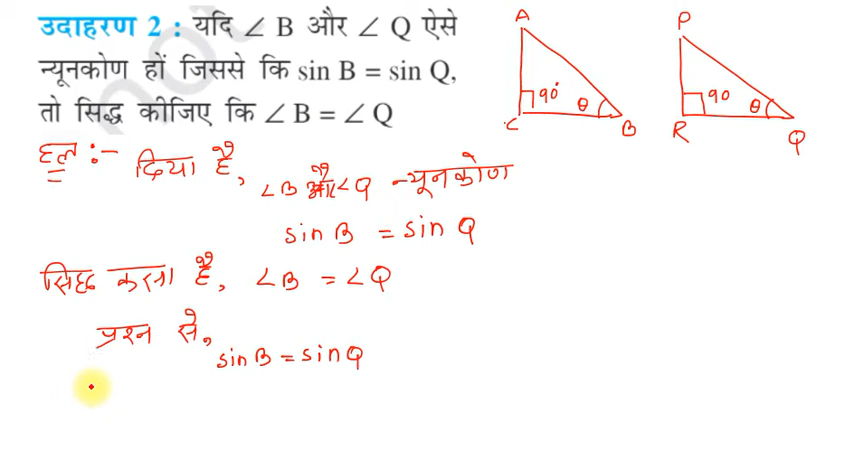 उदाहरण 2 : यदि ∠ B और ∠ Q ऐसे
न्यूनकोण हों जिससे कि sin B = sin Q,
तो सिद्ध कीजिए कि ∠ B = ∠ Q
A
90°
θ
C
B
P
90
θ
R
Q
हल :-
दिया है,
∠B और ∠Q न्यूनकोण
sin B = sin Q
सिद्ध करना है, ∠B = ∠Q
प्रश्न से,
sin B = sin Q